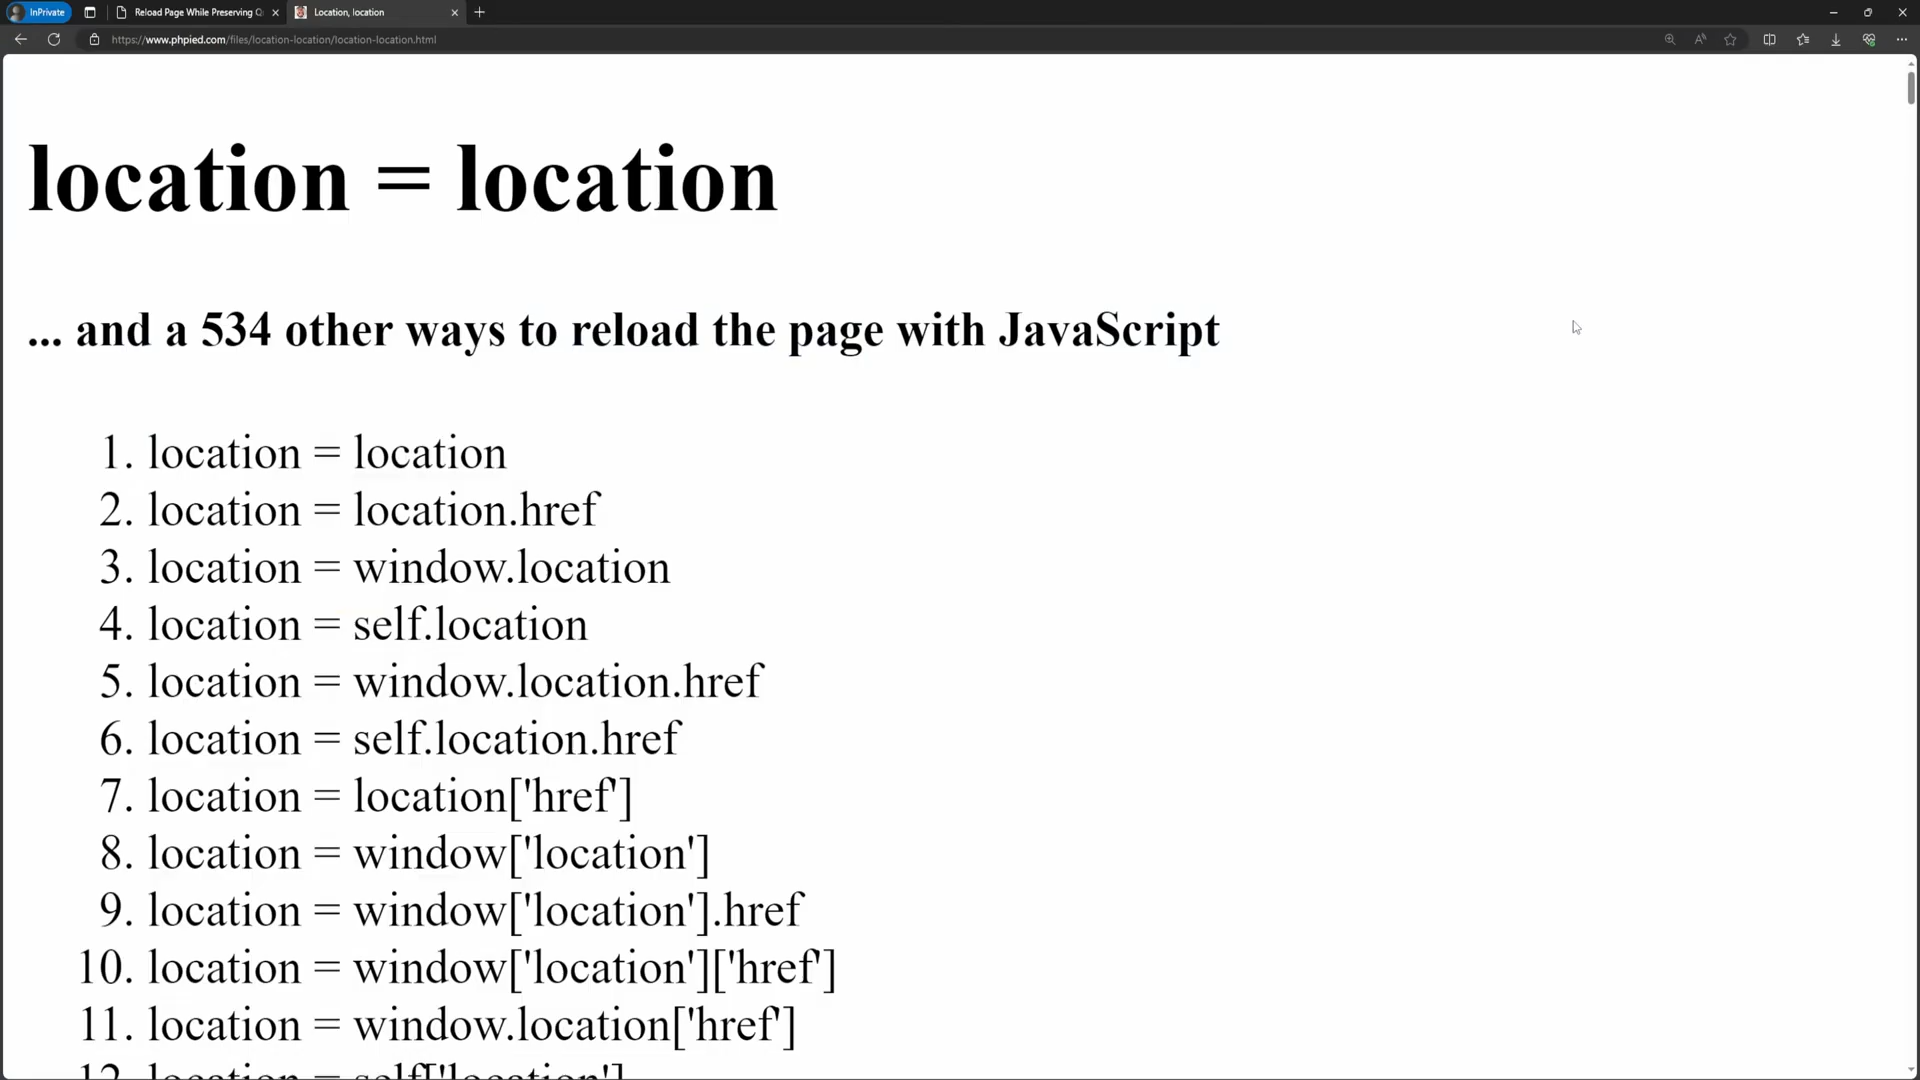 InPrivate
Reload Page While Preserving Q
Location, location
https://www.phpied.com/files/location-location/location-location.html
location = location
... and a 534 other ways to reload the page with JavaScript
1. location = location
2. location = location.href
3. location = window.location
4. location = self.location
5. location = window.location.href
6. location = self.location.href
7. location = location['href']
8. location = window['location']
9. location = window['location'].href
10. location = window['location']['href']
11. location = window.location['href']
12. location = self['location']